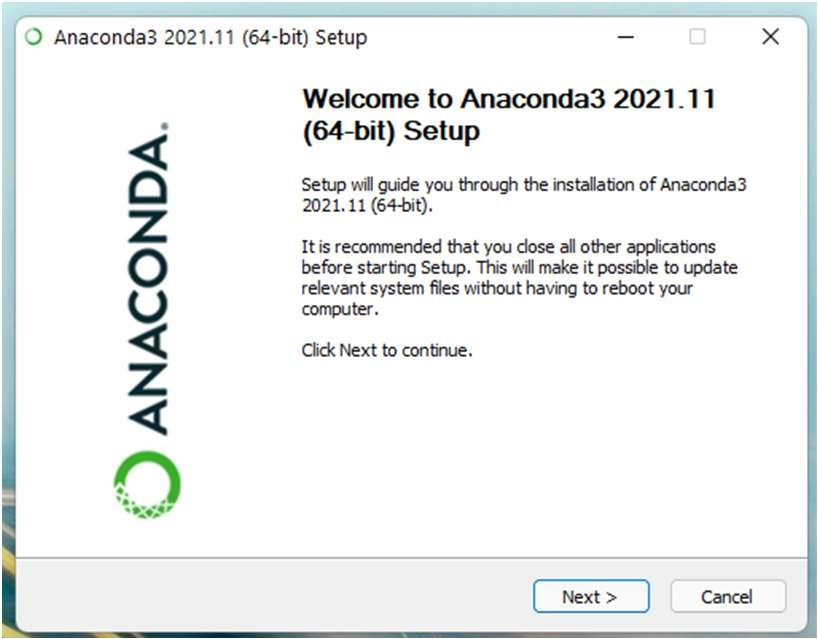 Anaconda3 2021.11 (64-bit) Setup
ANACONDA.
Welcome to Anaconda3 2021.11
(64-bit) Setup
Setup will guide you through the installation of Anaconda3
2021.11 (64-bit).
It is recommended that you close all other applications
before starting Setup. This will make it possible to update
relevant system files without having to reboot your
computer.
Click Next to continue.
Next >
Cancel